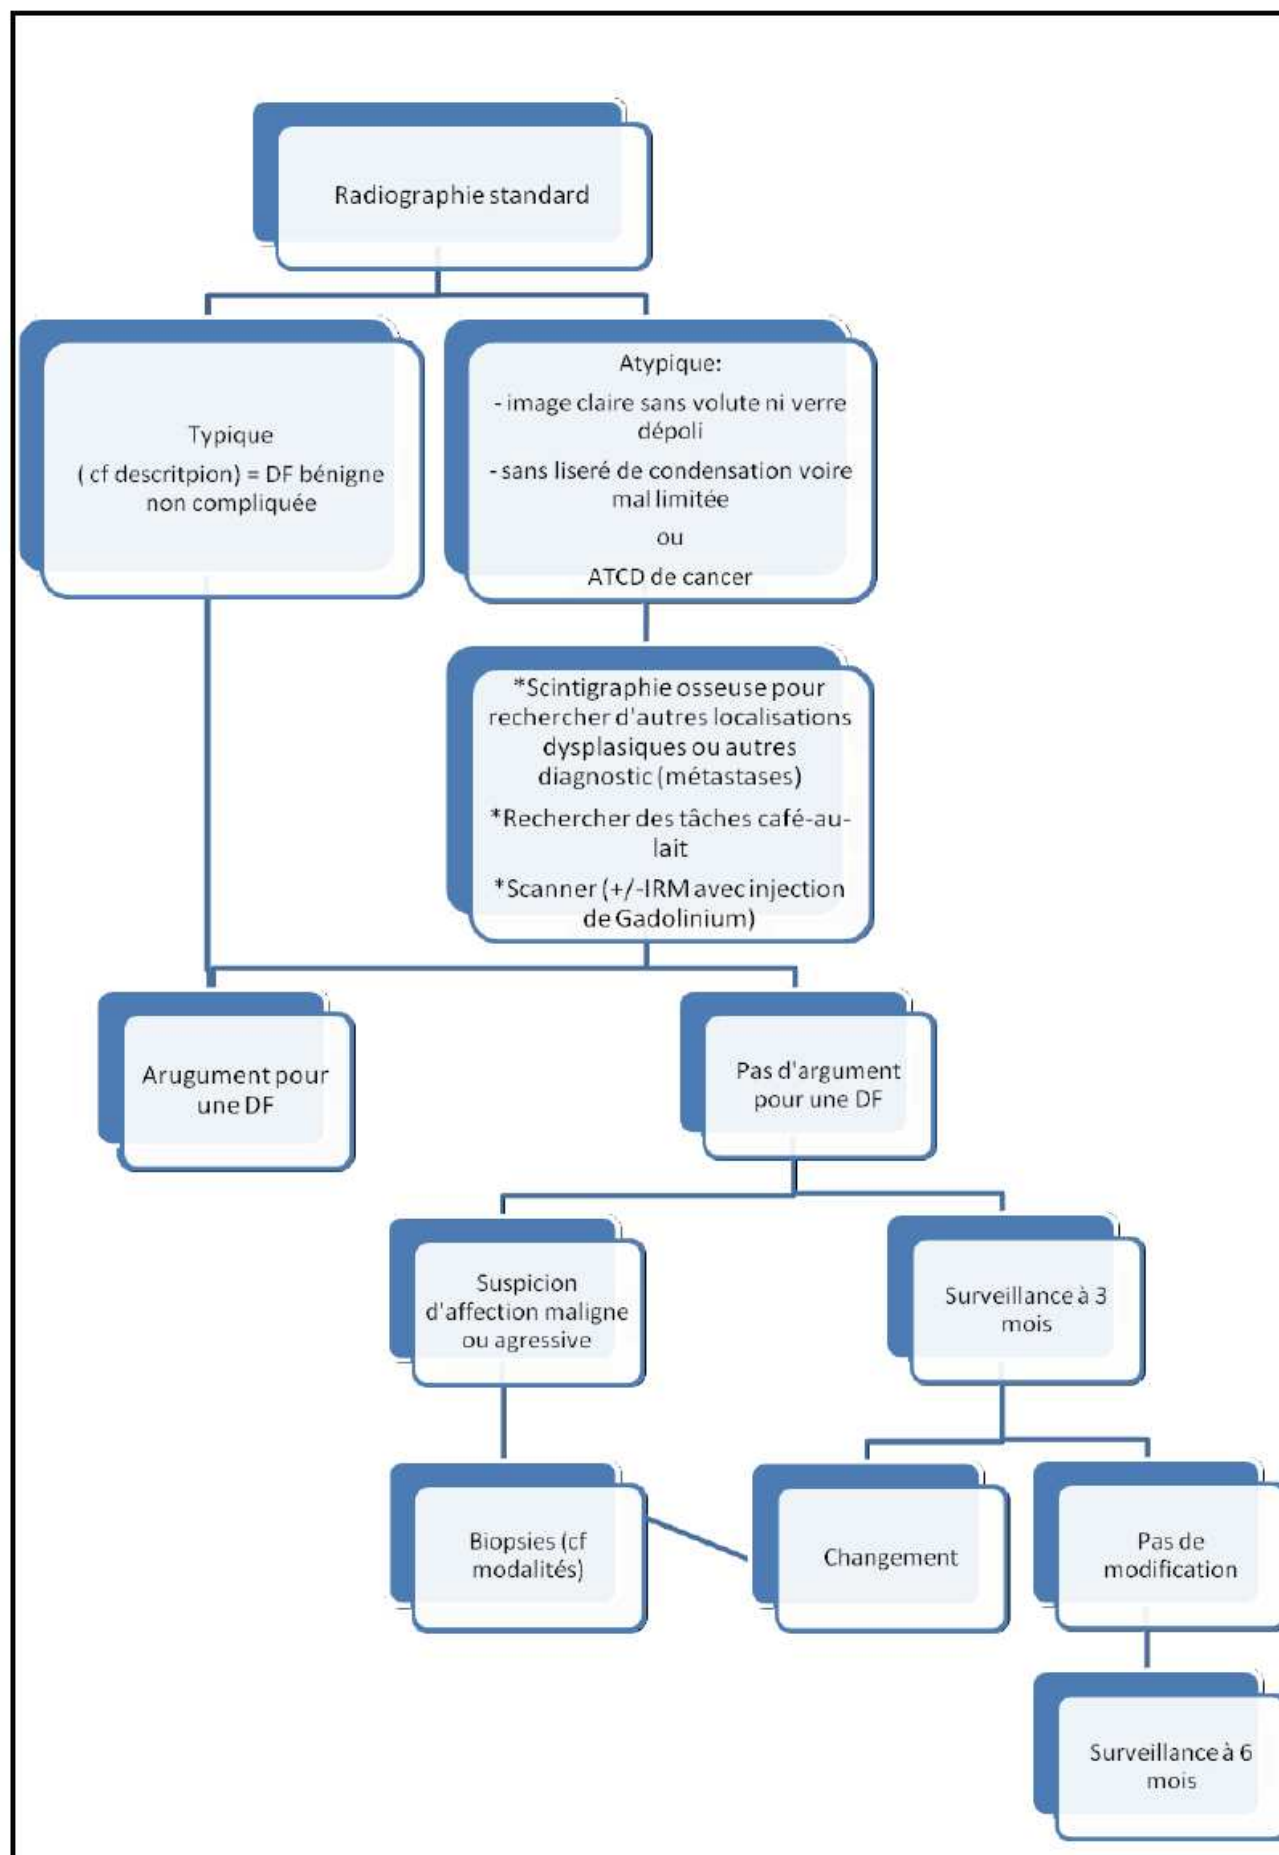 Radiographie standard
Typique
( cf descritpion) = DF bénigne
non compliquée
Atypique:
- image claire sans volute ni verre
dépoli
- sans liseré de condensation voire
mal limitée
ou
ATCD de cancer
*Scintigraphie osseuse pour
rechercher d'autres localisations
dysplasiques ou autres
diagnostic (métastases)
*Rechercher des tâches café-au-
lait
*Scanner (+/-IRM avec injection
de Gadolinium)
Arugument pour
une DF
Pas d'argument
pour une DF
Suspicion
d'affection maligne
ou agressive
Surveillance à 3
mois
Biopsies (cf
modalités)
Changement
Pas de
modification
Surveillance à 6
mois